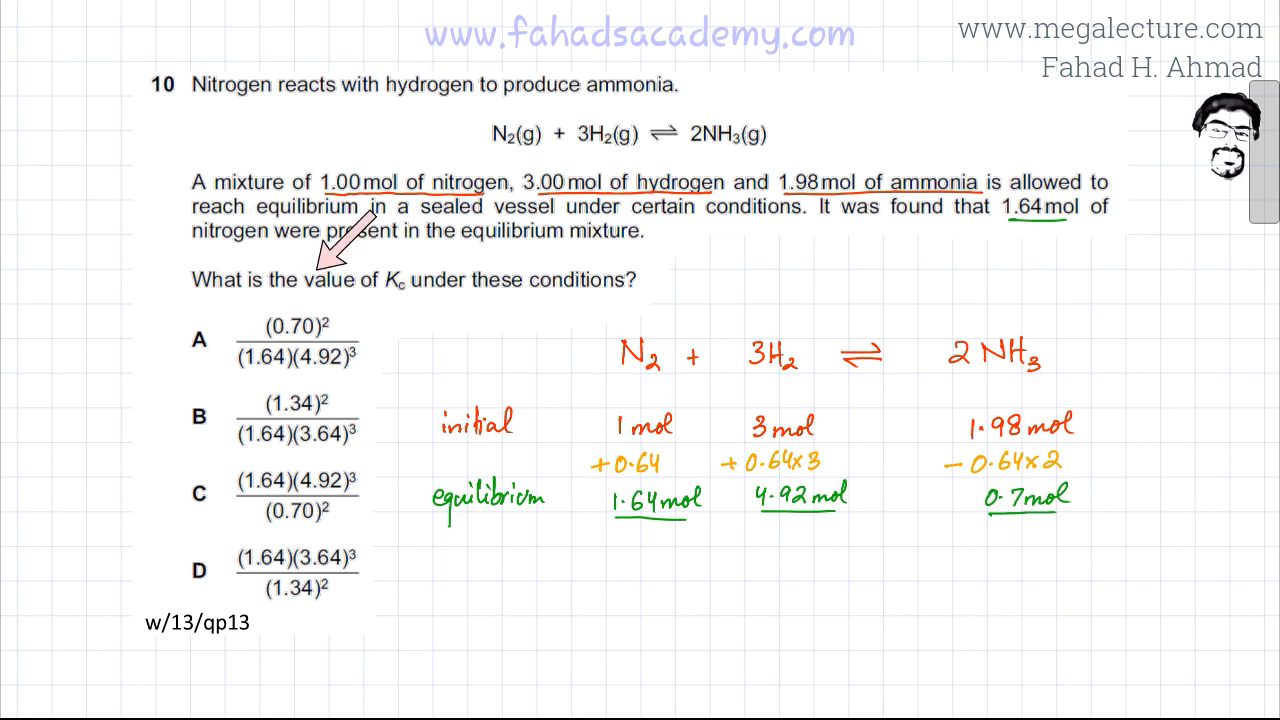 www.fahadsacademy.com
www.megalecture.com
Fahad H. Ahmad
10 Nitrogen reacts with hydrogen to produce ammonia.
N₂(g) + 3H₂(g) ⇌ 2NH₃(g)
A mixture of 1.00 mol of nitrogen, 3.00 mol of hydrogen and 1.98 mol of ammonia is allowed to
reach equilibrium in a sealed vessel under certain conditions. It was found that 1.64 mol of
nitrogen were present in the equilibrium mixture.
What is the value of Kc under these conditions?
A (0.70)²
(1.64)(4.92)³
B (1.34)²
(1.64)(3.64)³
C (1.64)(4.92)³
(0.70)²
D (1.64)(3.64)³
(1.34)²
w/13/qp13
N₂ + 3H₂ ⇌ 2 NH₃
initial 1 mol 3 mol 1.98 mol
+0.64 +0.64×3 −0.64×2
equilibrium 1.64 mol 4.92 mol 0.7 mol